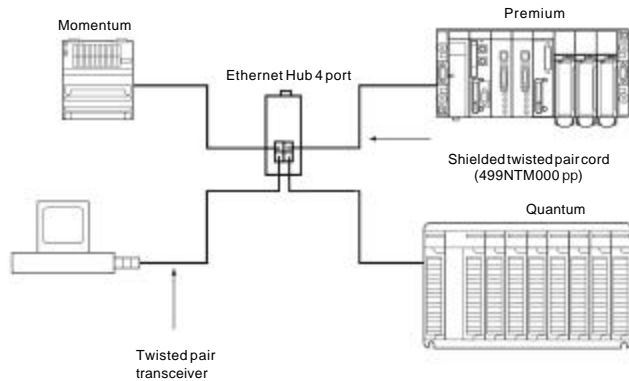 Momentum
Premium
Ethernet Hub 4 port
Shielded twisted pair cord
(499NTM000 pp)
Quantum
Twisted pair
transceiver